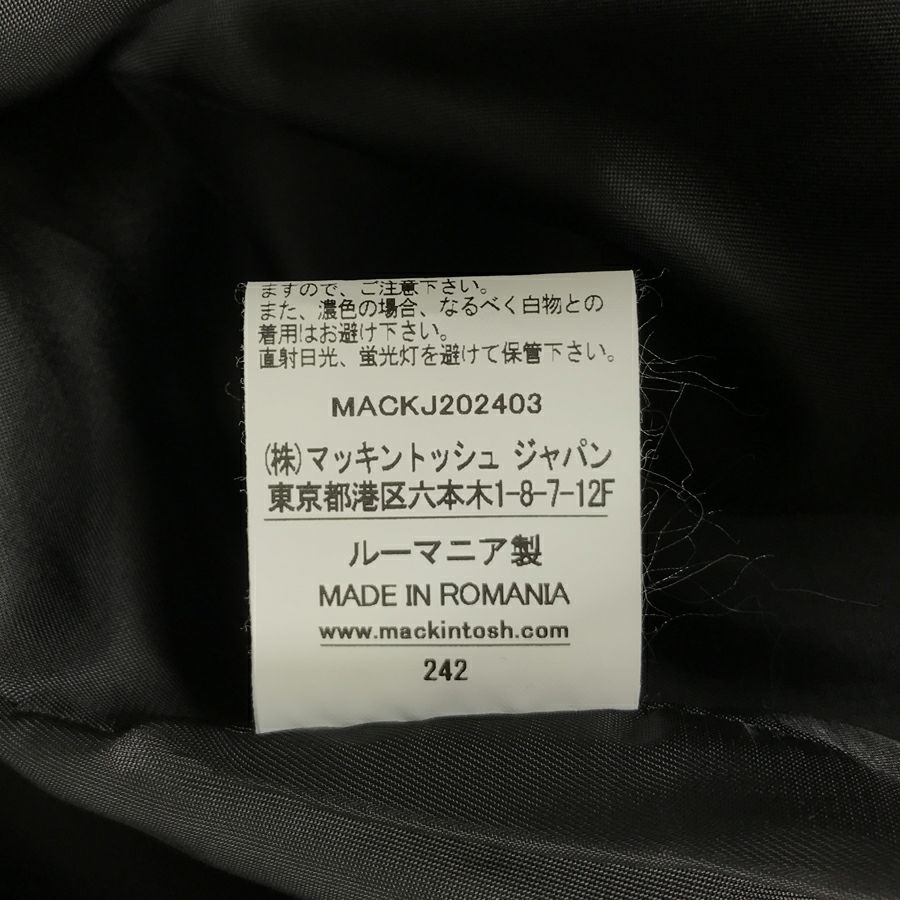 ますので、ご注意下さい。
また、濃色の場合、なるべく白物との
着用はお避け下さい。
直射日光、蛍光灯を避けて保管下さい。
MACKJ202403
(株)マッキントッシュ ジャパン
東京都港区六本木1-8-7-12F
ルーマニア製
MADE IN ROMANIA
www.mackintosh.com
242